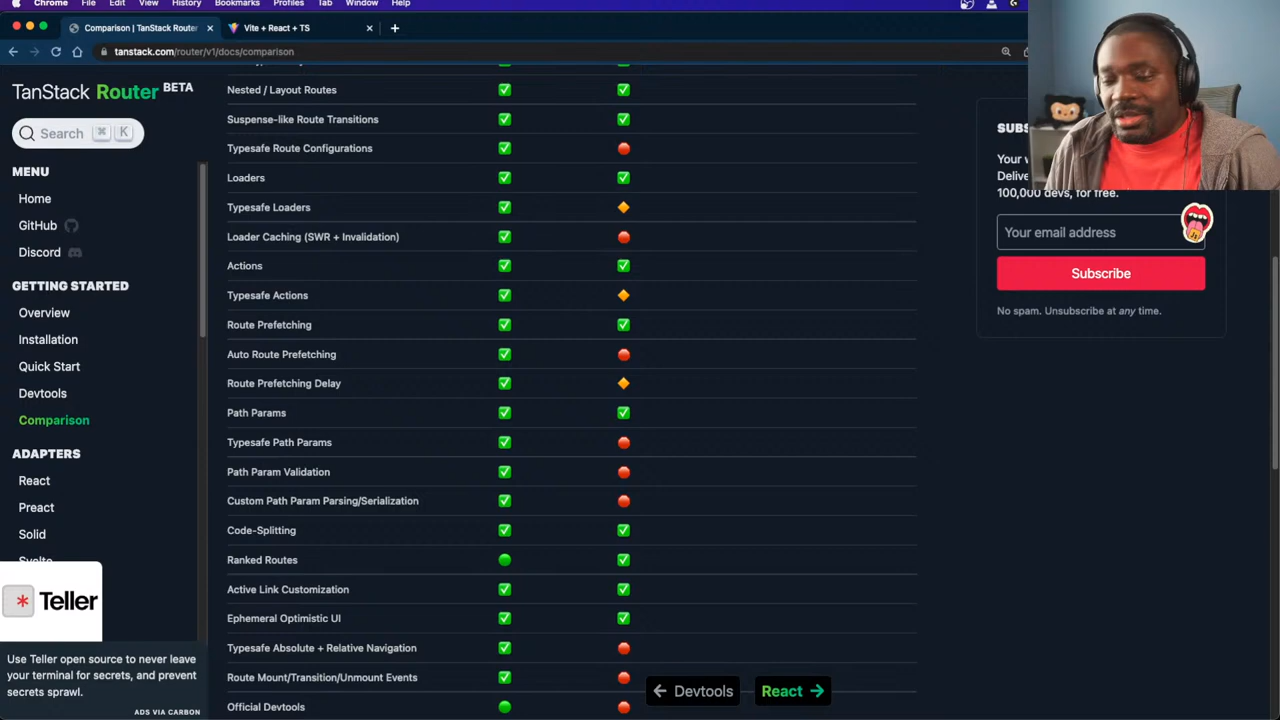 Chrome File Edit View History Bookmarks Profiles Tab Window Help
Comparison | TanStack Router
Vite + React + TS
tanstack.com/router/v1/docs/comparison
TanStack Router BETA
Search ⌘ K
MENU
Home
GitHub
Discord
GETTING STARTED
Overview
Installation
Quick Start
Devtools
Comparison
ADAPTERS
React
Preact
Solid
Svelte
Teller
Use Teller open source to never leave
your terminal for secrets, and prevent
secrets sprawl.
ADS VIA CARBON
Nested / Layout Routes
Suspense-like Route Transitions
Typesafe Route Configurations
Loaders
Typesafe Loaders
Loader Caching (SWR + Invalidation)
Actions
Typesafe Actions
Route Prefetching
Auto Route Prefetching
Route Prefetching Delay
Path Params
Typesafe Path Params
Path Param Validation
Custom Path Param Parsing/Serialization
Code-Splitting
Ranked Routes
Active Link Customization
Ephemeral Optimistic UI
Typesafe Absolute + Relative Navigation
Route Mount/Transition/Unmount Events
Official Devtools
← Devtools
React →
SUBS
Your w
Delive
100,000 devs, for free.
Your email address
JS
Subscribe
No spam. Unsubscribe at any time.